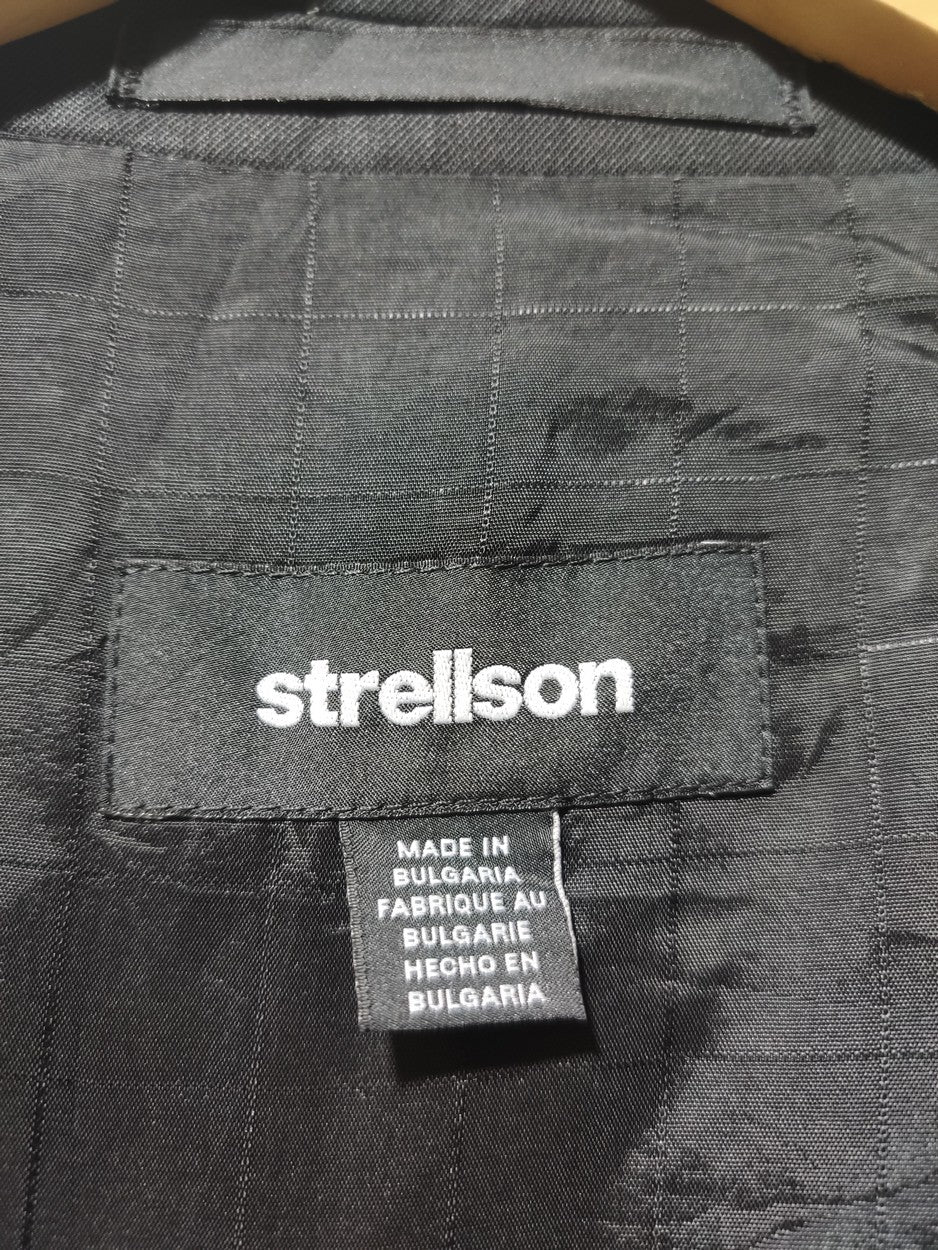 strellson
MADE IN
BULGARIA
FABRIQUE AU
BULGARIE
HECHO EN
BULGARIA